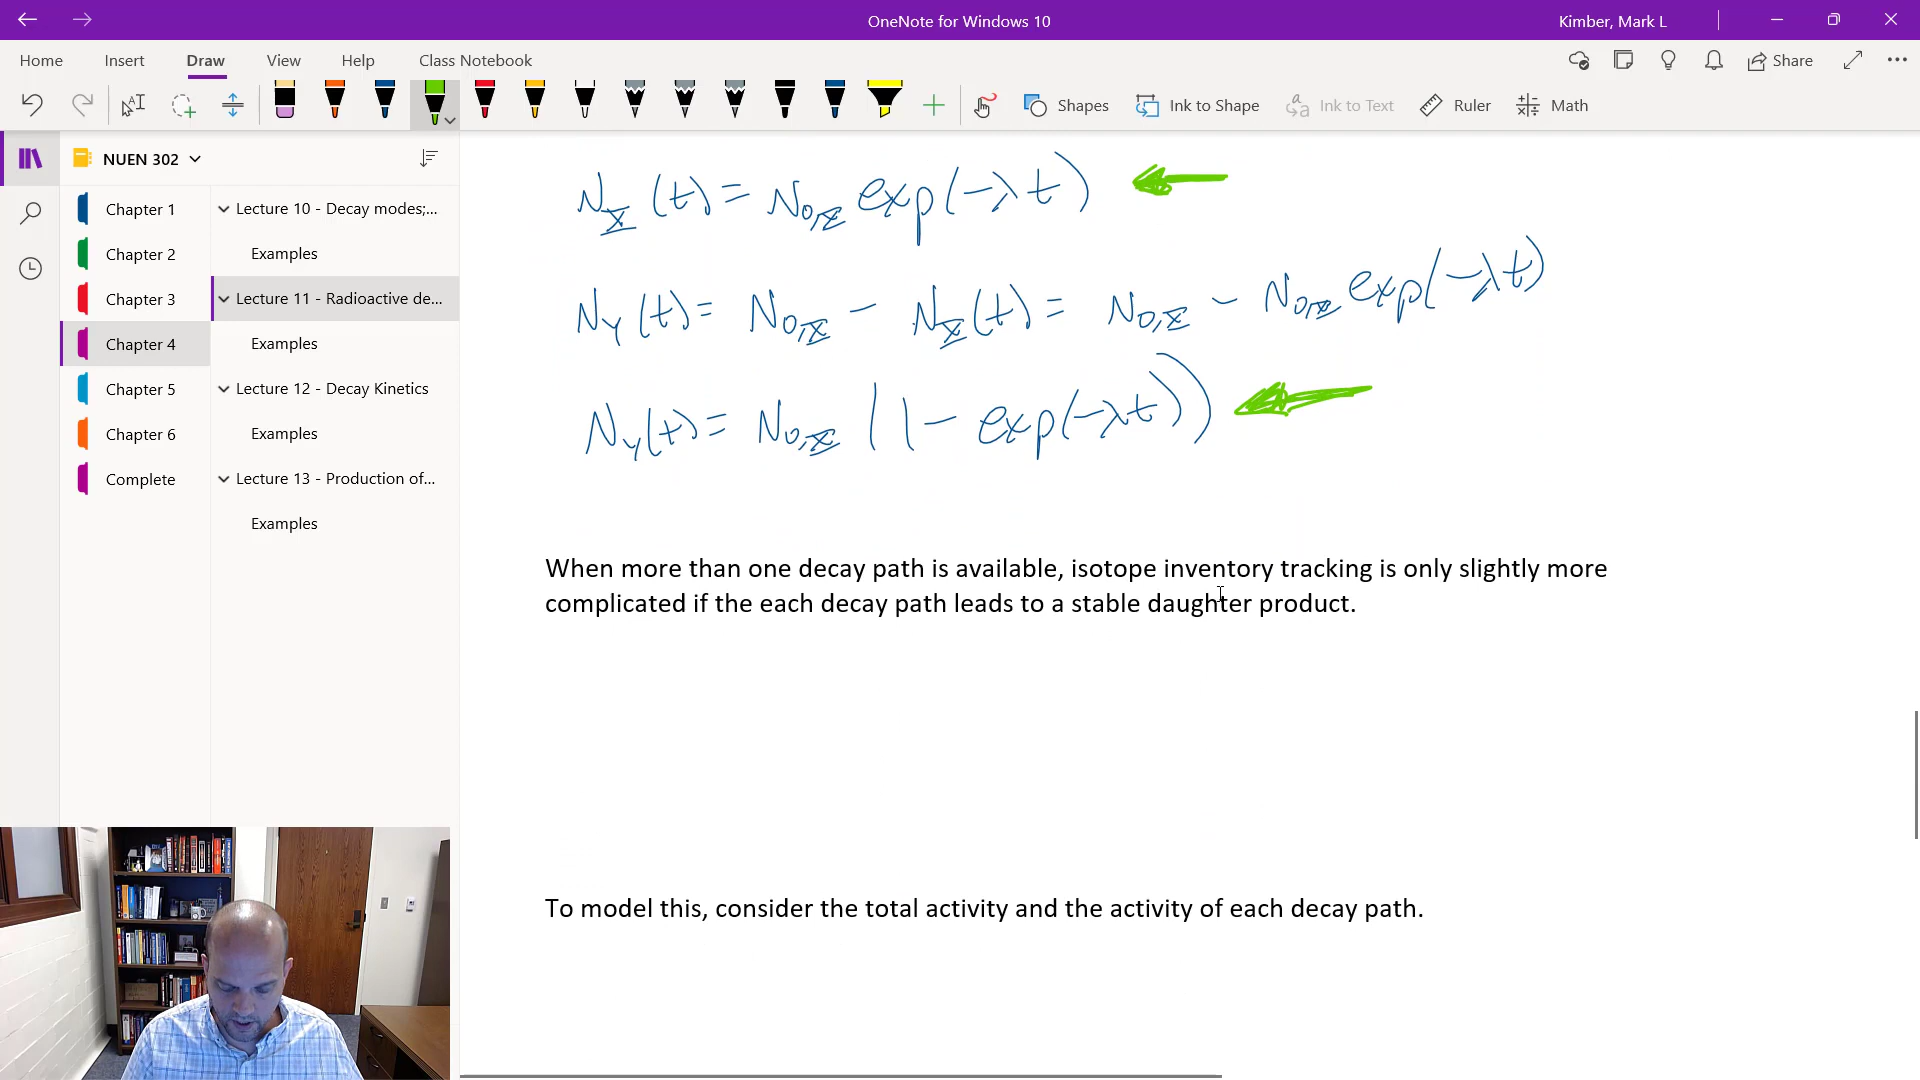 OneNote for Windows 10
Kimber, Mark L
Home Insert Draw View Help Class Notebook
Share
Shapes Ink to Shape Ink to Text Ruler Math
NUEN 302
Chapter 1
Chapter 2
Chapter 3
Chapter 4
Chapter 5
Chapter 6
Complete
Lecture 10 - Decay modes;...
Examples
Lecture 11 - Radioactive de...
Examples
Lecture 12 - Decay Kinetics
Examples
Lecture 13 - Production of...
Examples
N_X (t) = N_0,X exp(-λt)
N_Y (t) = N_0,X - N_X(t) = N_0,X - N_0,X exp(-λt)
N_Y(t) = N_0,X (1 - exp(-λt))
When more than one decay path is available, isotope inventory tracking is only slightly more
complicated if the each decay path leads to a stable daughter product.
To model this, consider the total activity and the activity of each decay path.